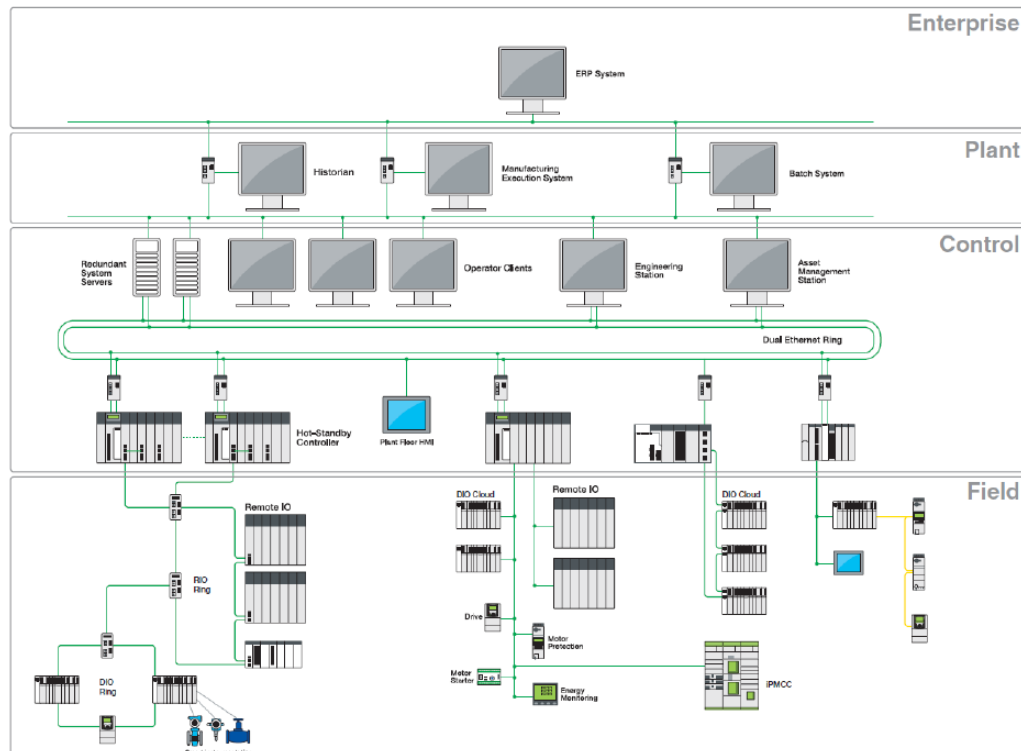 Enterprise
ERP System
Plant
Historian
Manufacturing
Execution System
Batch System
Control
Redundant
System
Servers
Operator Clients
Engineering
Station
Asset
Management
Station
Dual Ethernet Ring
Hot-Standby
Controller
Plant Floor HMI
Field
Remote IO
DIO Cloud
Remote IO
DIO Cloud
RIO
Ring
Drive
Motor
Protection
DIO
Ring
Motor
Starter
Energy
Monitoring
iPMCC